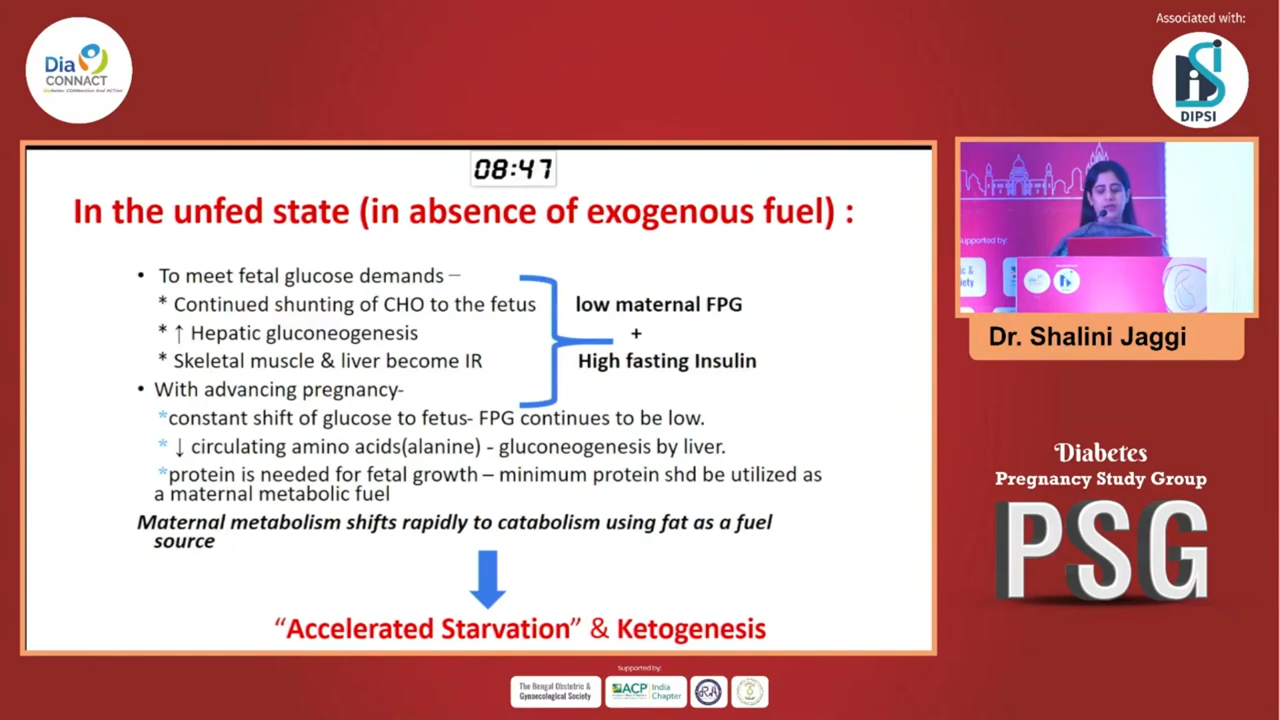 Associated with:
Dia
CONNACT
Diabetes CONNection And ACTion
DiPSI
DIPSI
08:47
In the unfed state (in absence of exogenous fuel) :
• To meet fetal glucose demands –
* Continued shunting of CHO to the fetus
* ↑ Hepatic gluconeogenesis
* Skeletal muscle & liver become IR
low maternal FPG
+
High fasting Insulin
• With advancing pregnancy-
*constant shift of glucose to fetus- FPG continues to be low.
* ↓ circulating amino acids(alanine) - gluconeogenesis by liver.
*protein is needed for fetal growth – minimum protein shd be utilized as
a maternal metabolic fuel
Maternal metabolism shifts rapidly to catabolism using fat as a fuel
source
“Accelerated Starvation” & Ketogenesis
supported by:
Dr. Shalini Jaggi
Diabetes
Pregnancy Study Group
PSG
Supported by:
The Bengal Obstetric &
Gynaecological Society
ACP India
Chapter